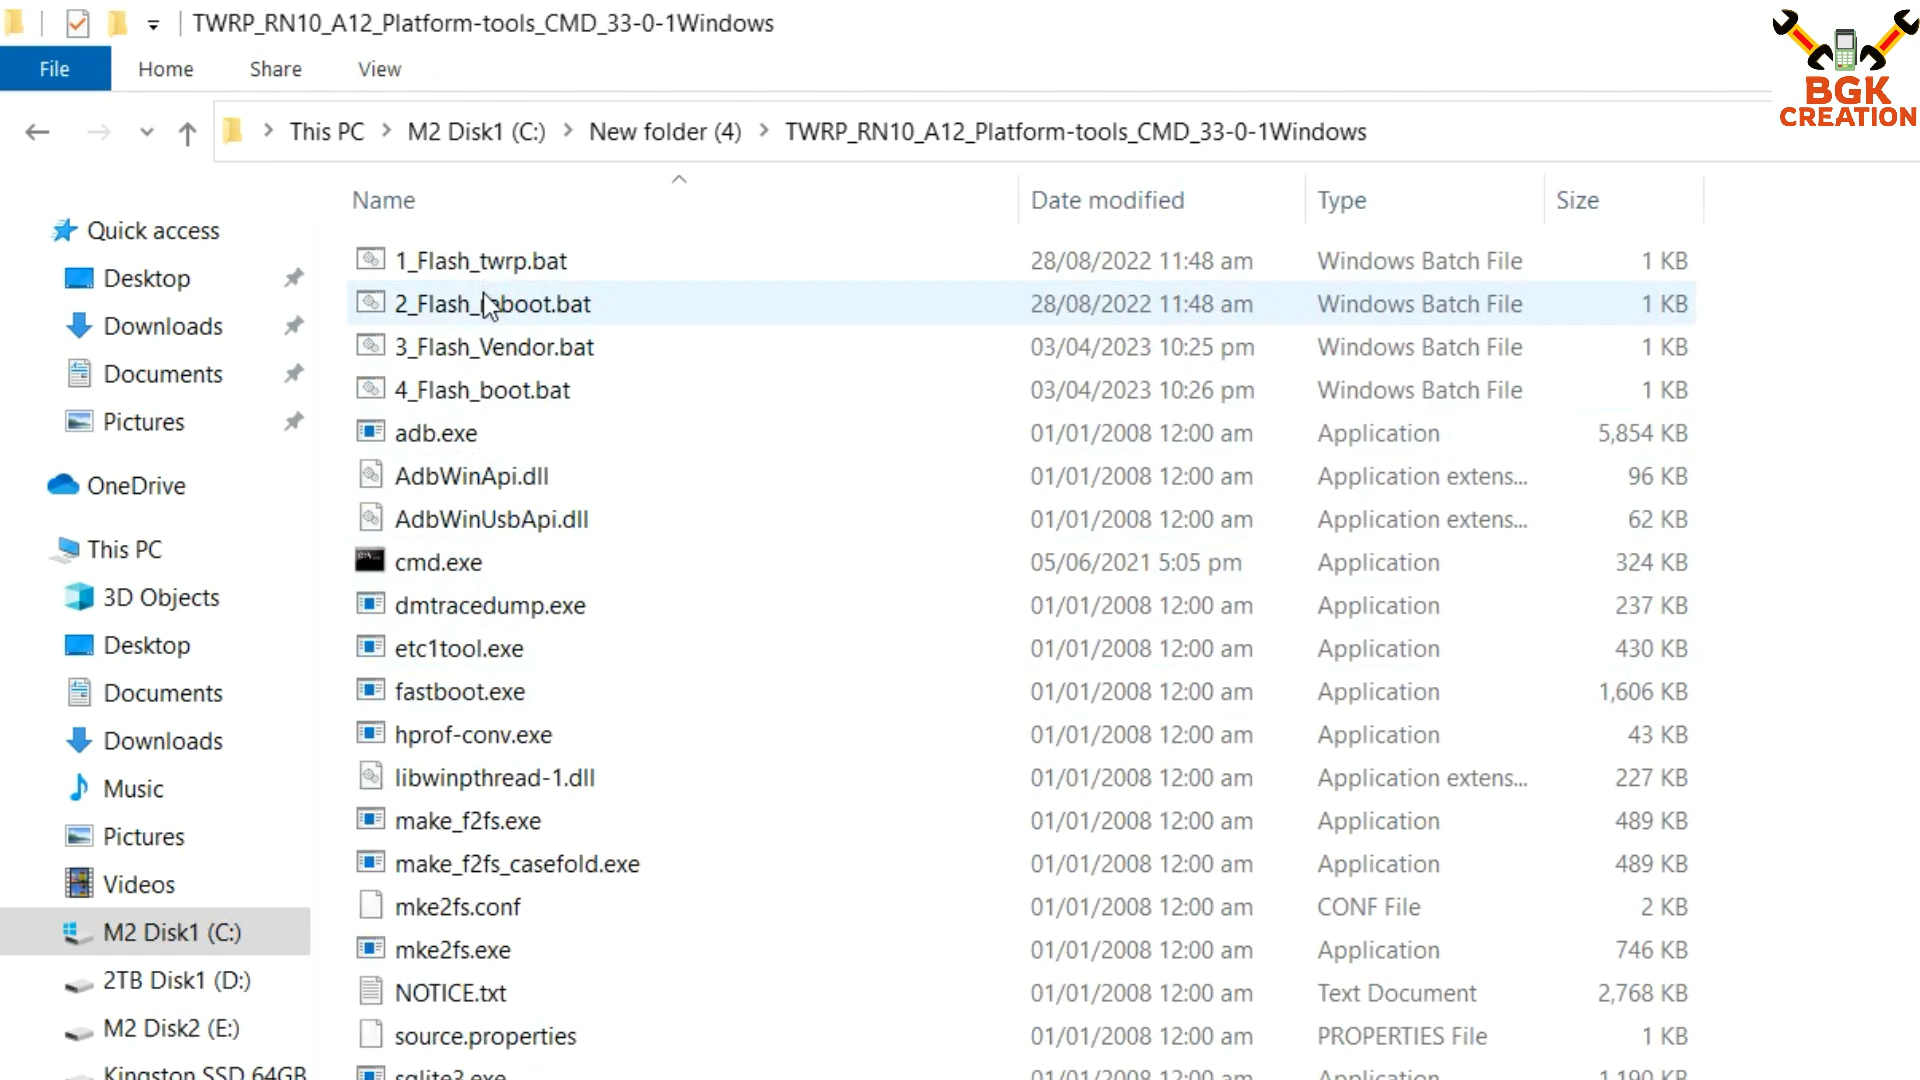 TWRP_RN10_A12_Platform-tools_CMD_33-0-1Windows
File Home Share View
BGK
CREATION
This PC > M2 Disk1 (C:) > New folder (4) > TWRP_RN10_A12_Platform-tools_CMD_33-0-1Windows
Name Date modified Type Size
Quick access
Desktop
Downloads
Documents
Pictures
OneDrive
This PC
3D Objects
Desktop
Documents
Downloads
Music
Pictures
Videos
M2 Disk1 (C:)
2TB Disk1 (D:)
M2 Disk2 (E:)
Kingston SSD 64GB
1_Flash_twrp.bat 28/08/2022 11:48 am Windows Batch File 1 KB
2_Flash_reboot.bat 28/08/2022 11:48 am Windows Batch File 1 KB
3_Flash_Vendor.bat 03/04/2023 10:25 pm Windows Batch File 1 KB
4_Flash_boot.bat 03/04/2023 10:26 pm Windows Batch File 1 KB
adb.exe 01/01/2008 12:00 am Application 5,854 KB
AdbWinApi.dll 01/01/2008 12:00 am Application extens... 96 KB
AdbWinUsbApi.dll 01/01/2008 12:00 am Application extens... 62 KB
cmd.exe 05/06/2021 5:05 pm Application 324 KB
dmtracedump.exe 01/01/2008 12:00 am Application 237 KB
etc1tool.exe 01/01/2008 12:00 am Application 430 KB
fastboot.exe 01/01/2008 12:00 am Application 1,606 KB
hprof-conv.exe 01/01/2008 12:00 am Application 43 KB
libwinpthread-1.dll 01/01/2008 12:00 am Application extens... 227 KB
make_f2fs.exe 01/01/2008 12:00 am Application 489 KB
make_f2fs_casefold.exe 01/01/2008 12:00 am Application 489 KB
mke2fs.conf 01/01/2008 12:00 am CONF File 2 KB
mke2fs.exe 01/01/2008 12:00 am Application 746 KB
NOTICE.txt 01/01/2008 12:00 am Text Document 2,768 KB
source.properties 01/01/2008 12:00 am PROPERTIES File 1 KB
sqlite3.exe 01/01/2008 12:00 am Application 1,190 KB